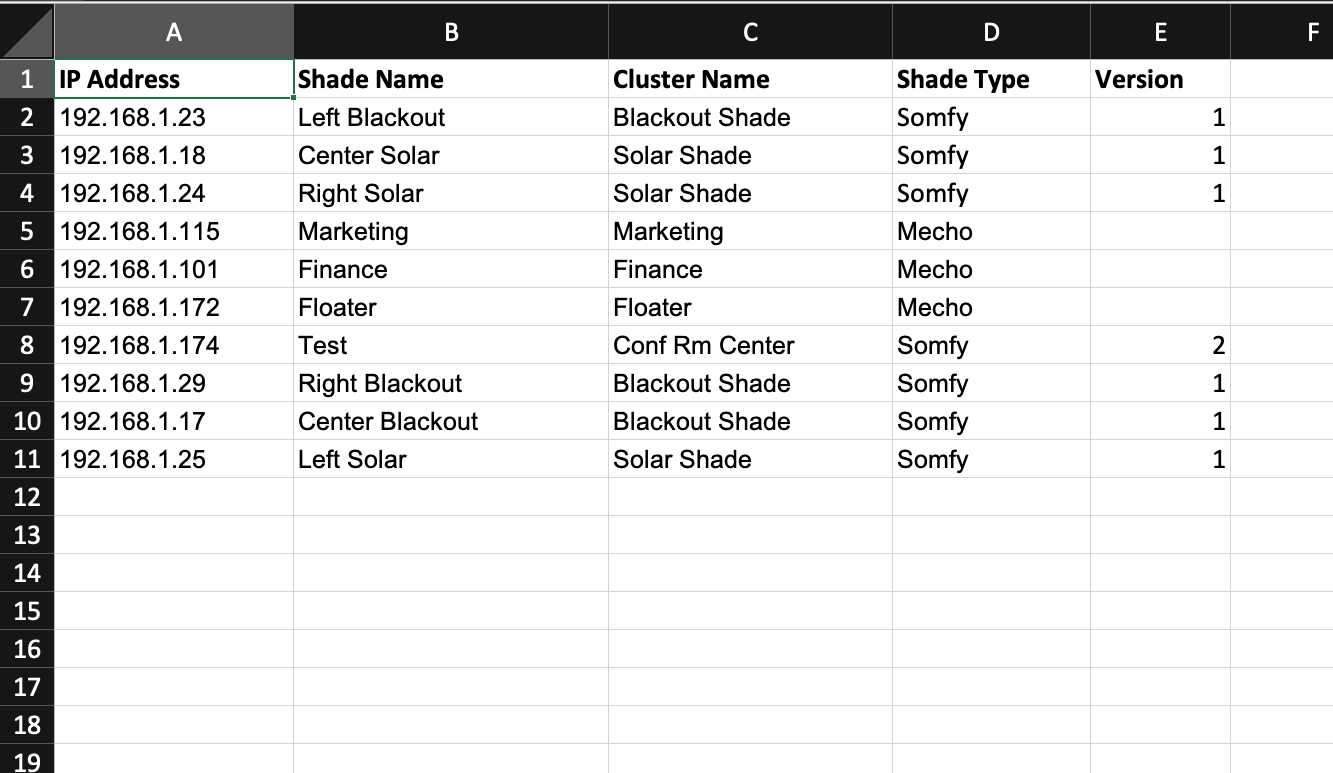 A B C D E F
1 IP Address Shade Name Cluster Name Shade Type Version
2 192.168.1.23 Left Blackout Blackout Shade Somfy 1
3 192.168.1.18 Center Solar Solar Shade Somfy 1
4 192.168.1.24 Right Solar Solar Shade Somfy 1
5 192.168.1.115 Marketing Marketing Mecho
6 192.168.1.101 Finance Finance Mecho
7 192.168.1.172 Floater Floater Mecho
8 192.168.1.174 Test Conf Rm Center Somfy 2
9 192.168.1.29 Right Blackout Blackout Shade Somfy 1
10 192.168.1.17 Center Blackout Blackout Shade Somfy 1
11 192.168.1.25 Left Solar Solar Shade Somfy 1
12
13
14
15
16
17
18
19